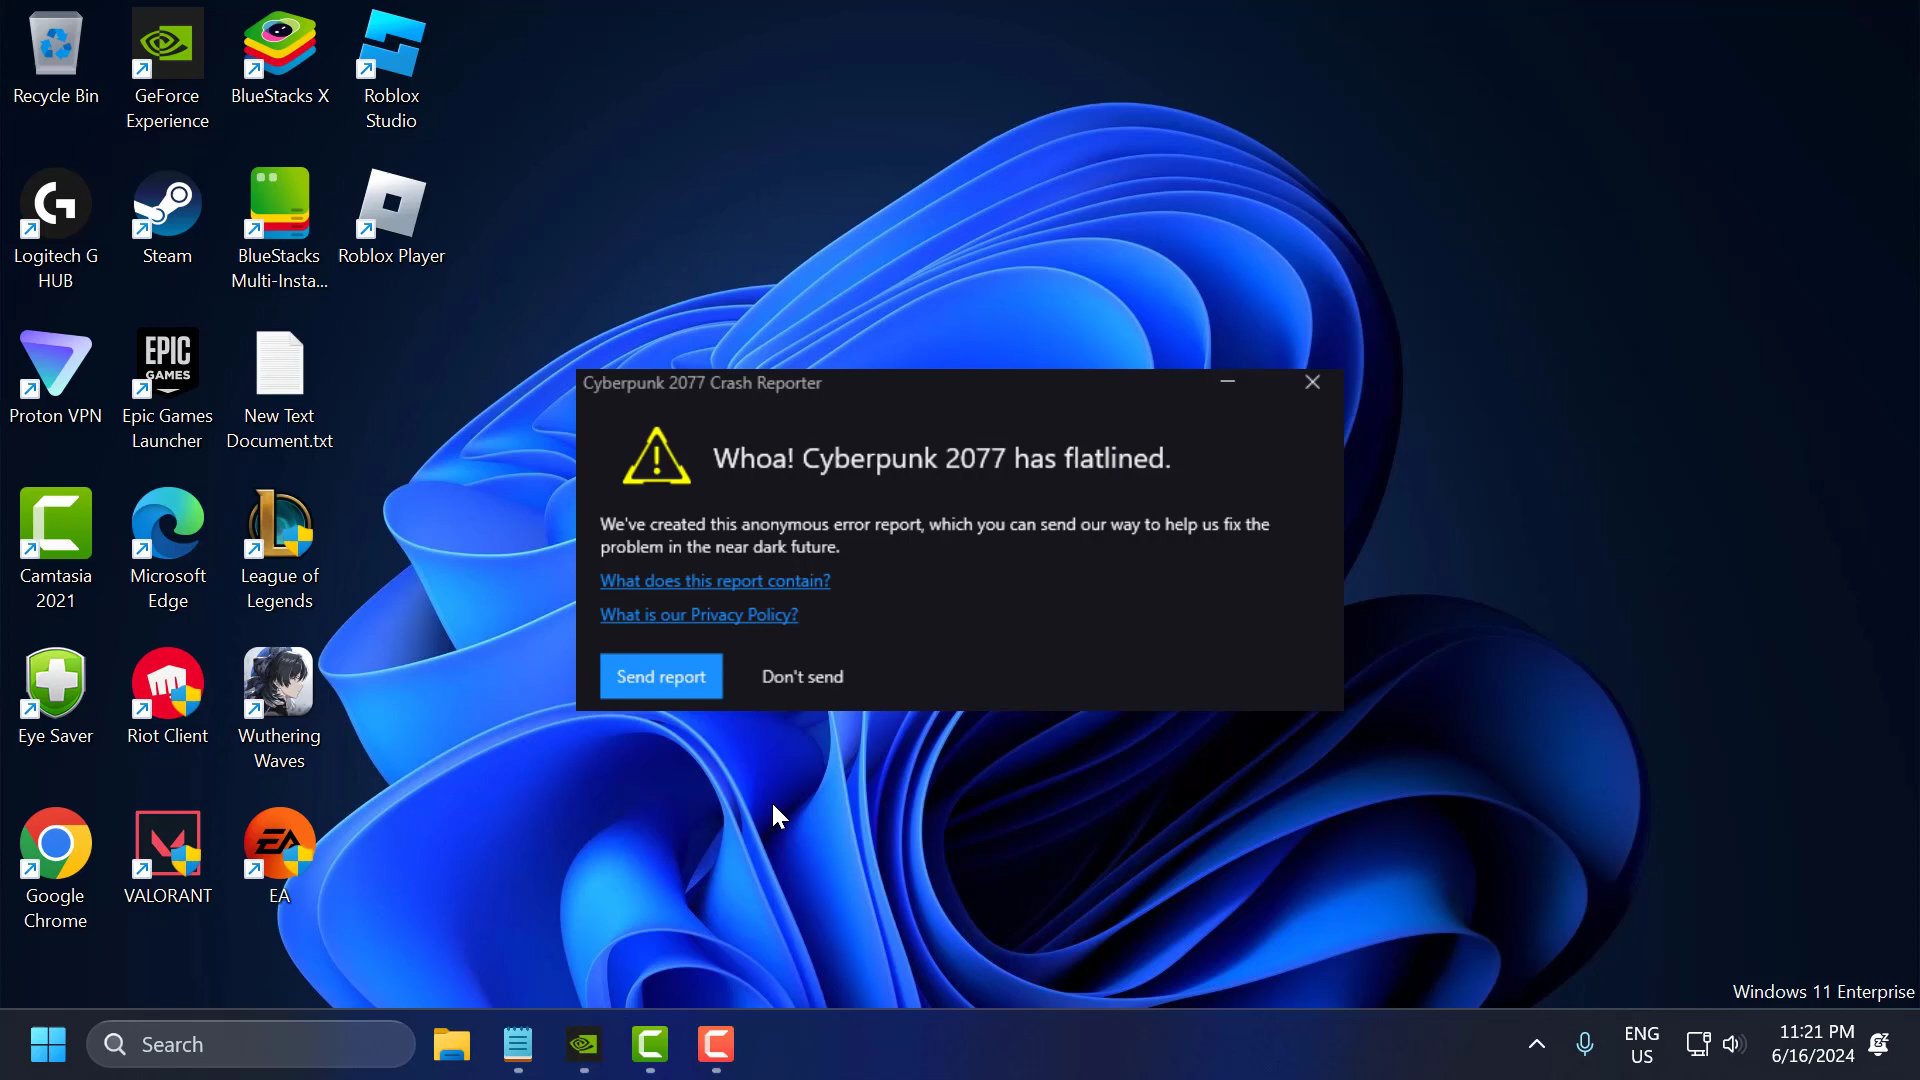 Recycle Bin
GeForce
Experience
BlueStacks X
Roblox
Studio
Logitech G
HUB
Steam
BlueStacks
Multi-Insta...
Roblox Player
Proton VPN
EPIC
GAMES
Epic Games
Launcher
New Text
Document.txt
Camtasia
2021
Microsoft
Edge
League of
Legends
Eye Saver
Riot Client
Wuthering
Waves
Google
Chrome
VALORANT
EA
EA
Cyberpunk 2077 Crash Reporter
Whoa! Cyberpunk 2077 has flatlined.
We've created this anonymous error report, which you can send our way to help us fix the
problem in the near dark future.
What does this report contain?
What is our Privacy Policy?
Send report
Don't send
Windows 11 Enterprise
Search
ENG
US
11:21 PM
6/16/2024